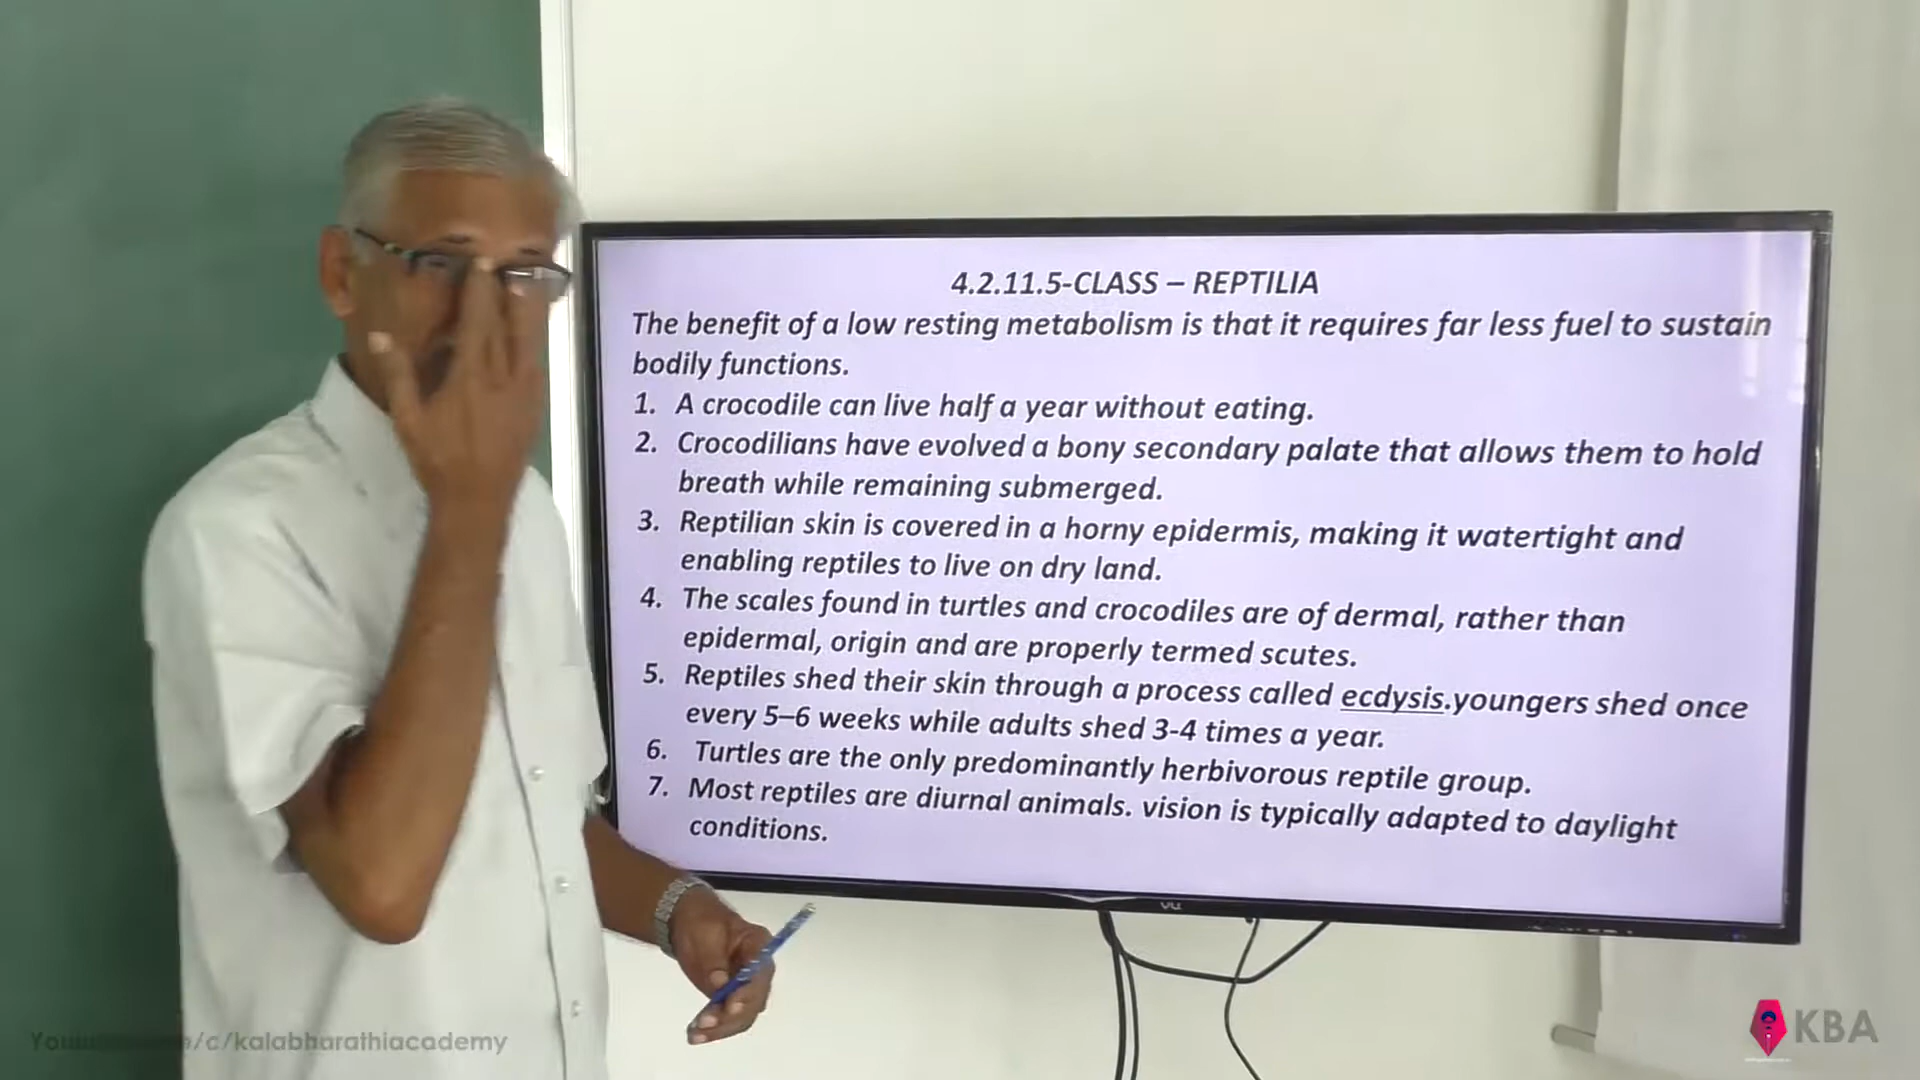 4.2.11.5-CLASS – REPTILIA
The benefit of a low resting metabolism is that it requires far less fuel to sustain
bodily functions.
1. A crocodile can live half a year without eating.
2. Crocodilians have evolved a bony secondary palate that allows them to hold
breath while remaining submerged.
3. Reptilian skin is covered in a horny epidermis, making it watertight and
enabling reptiles to live on dry land.
4. The scales found in turtles and crocodiles are of dermal, rather than
epidermal, origin and are properly termed scutes.
5. Reptiles shed their skin through a process called ecdysis.youngers shed once
every 5–6 weeks while adults shed 3-4 times a year.
6. Turtles are the only predominantly herbivorous reptile group.
7. Most reptiles are diurnal animals. vision is typically adapted to daylight
conditions.
VU
/c/kalabharathiacademy
KBA